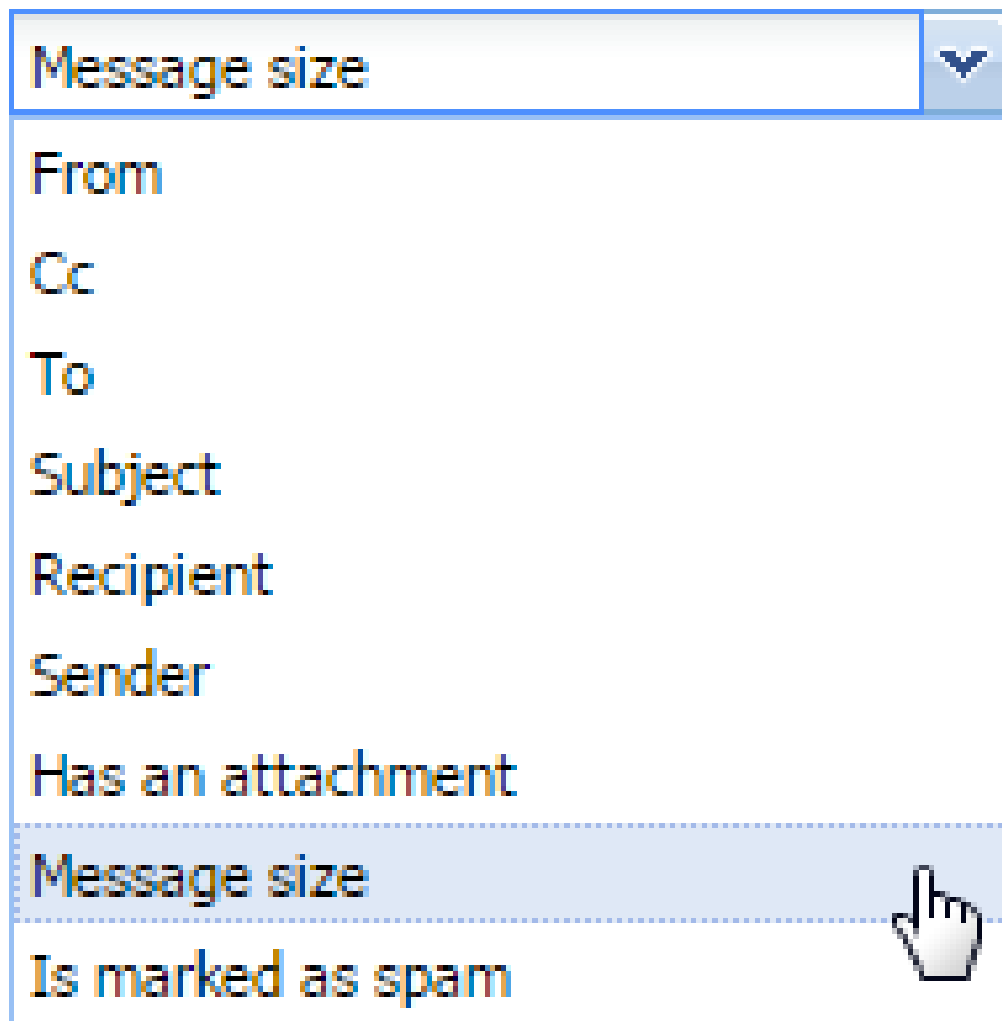 Message size
From
Cc
To
Subject
Recipient
Sender
Has an attachment
Message size
Is marked as spam